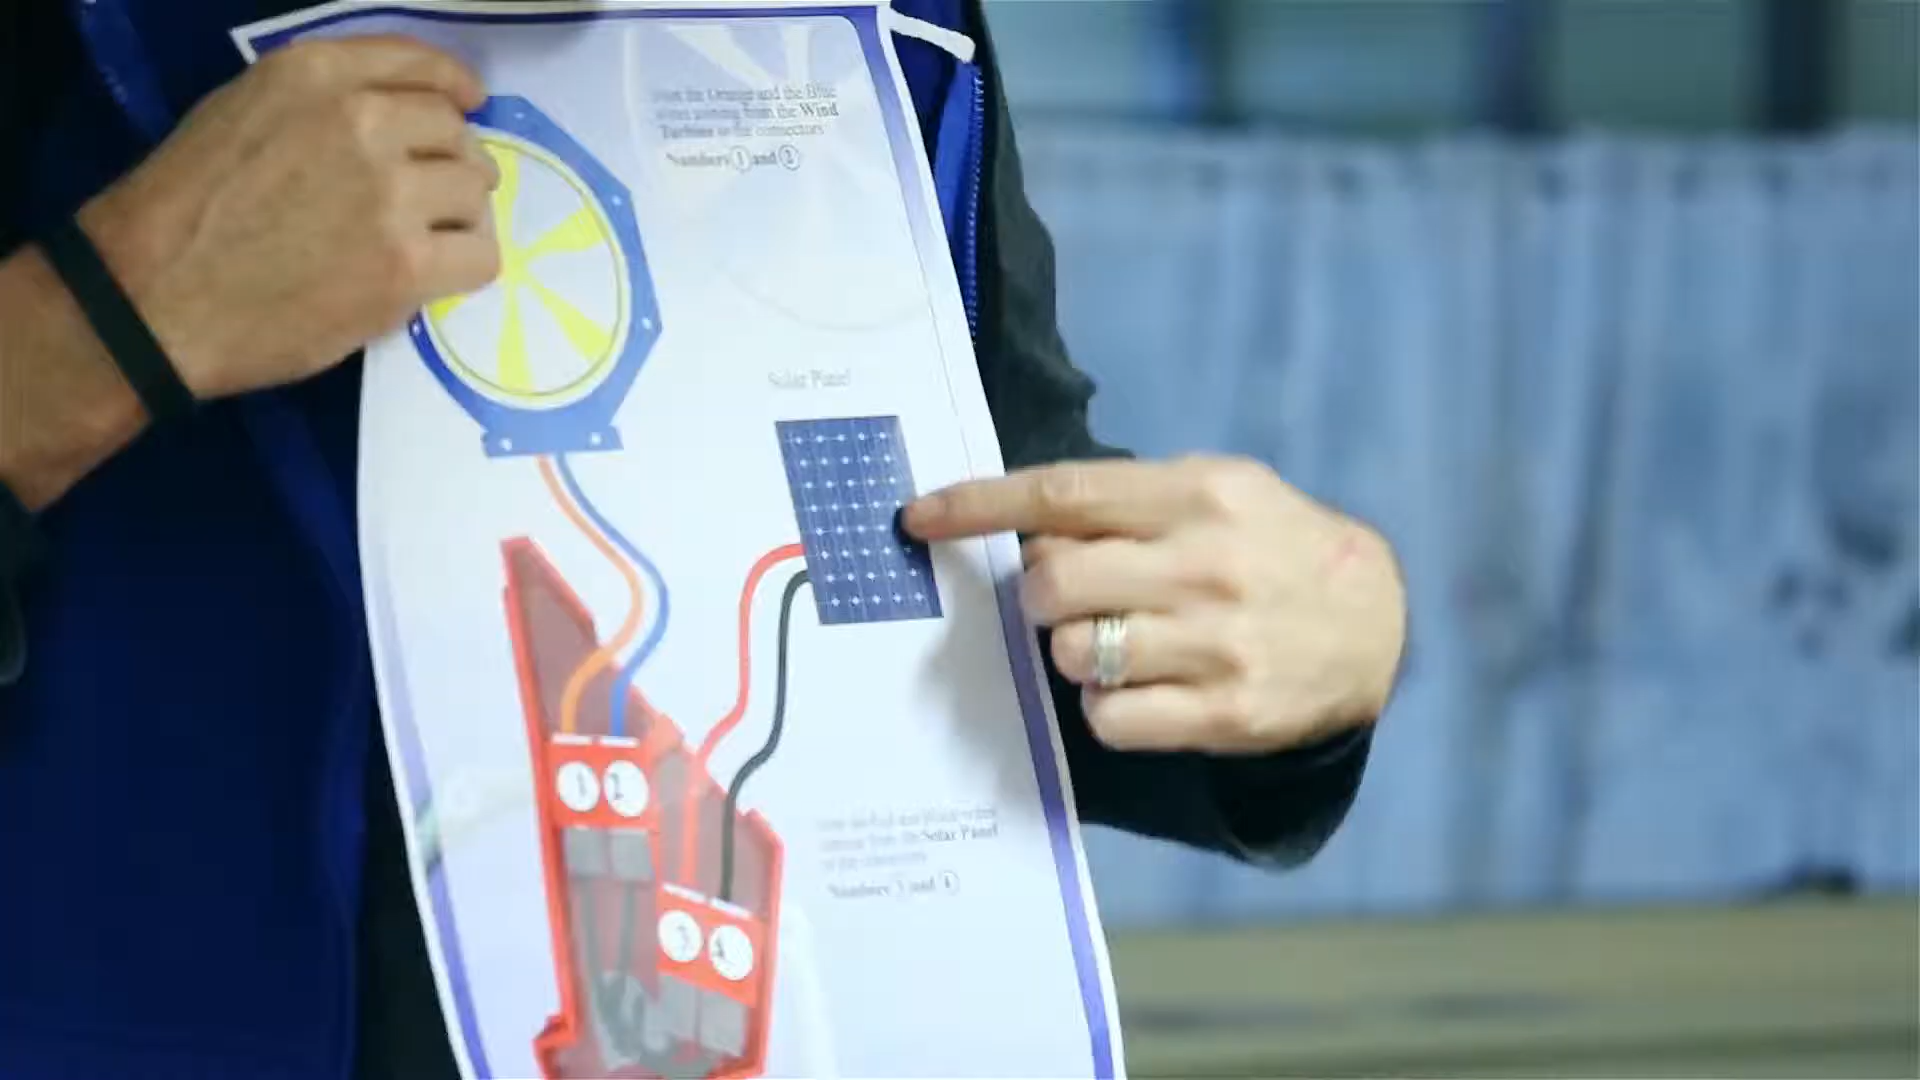 the Orange and the Blue
wires coming from the Wind
Turbine to the connectors
Numbers 1 and 2
Solar Panel
1 2
the Red and Black wires
coming from the Solar Panel
to the connectors
Numbers 3 and 4
3 4